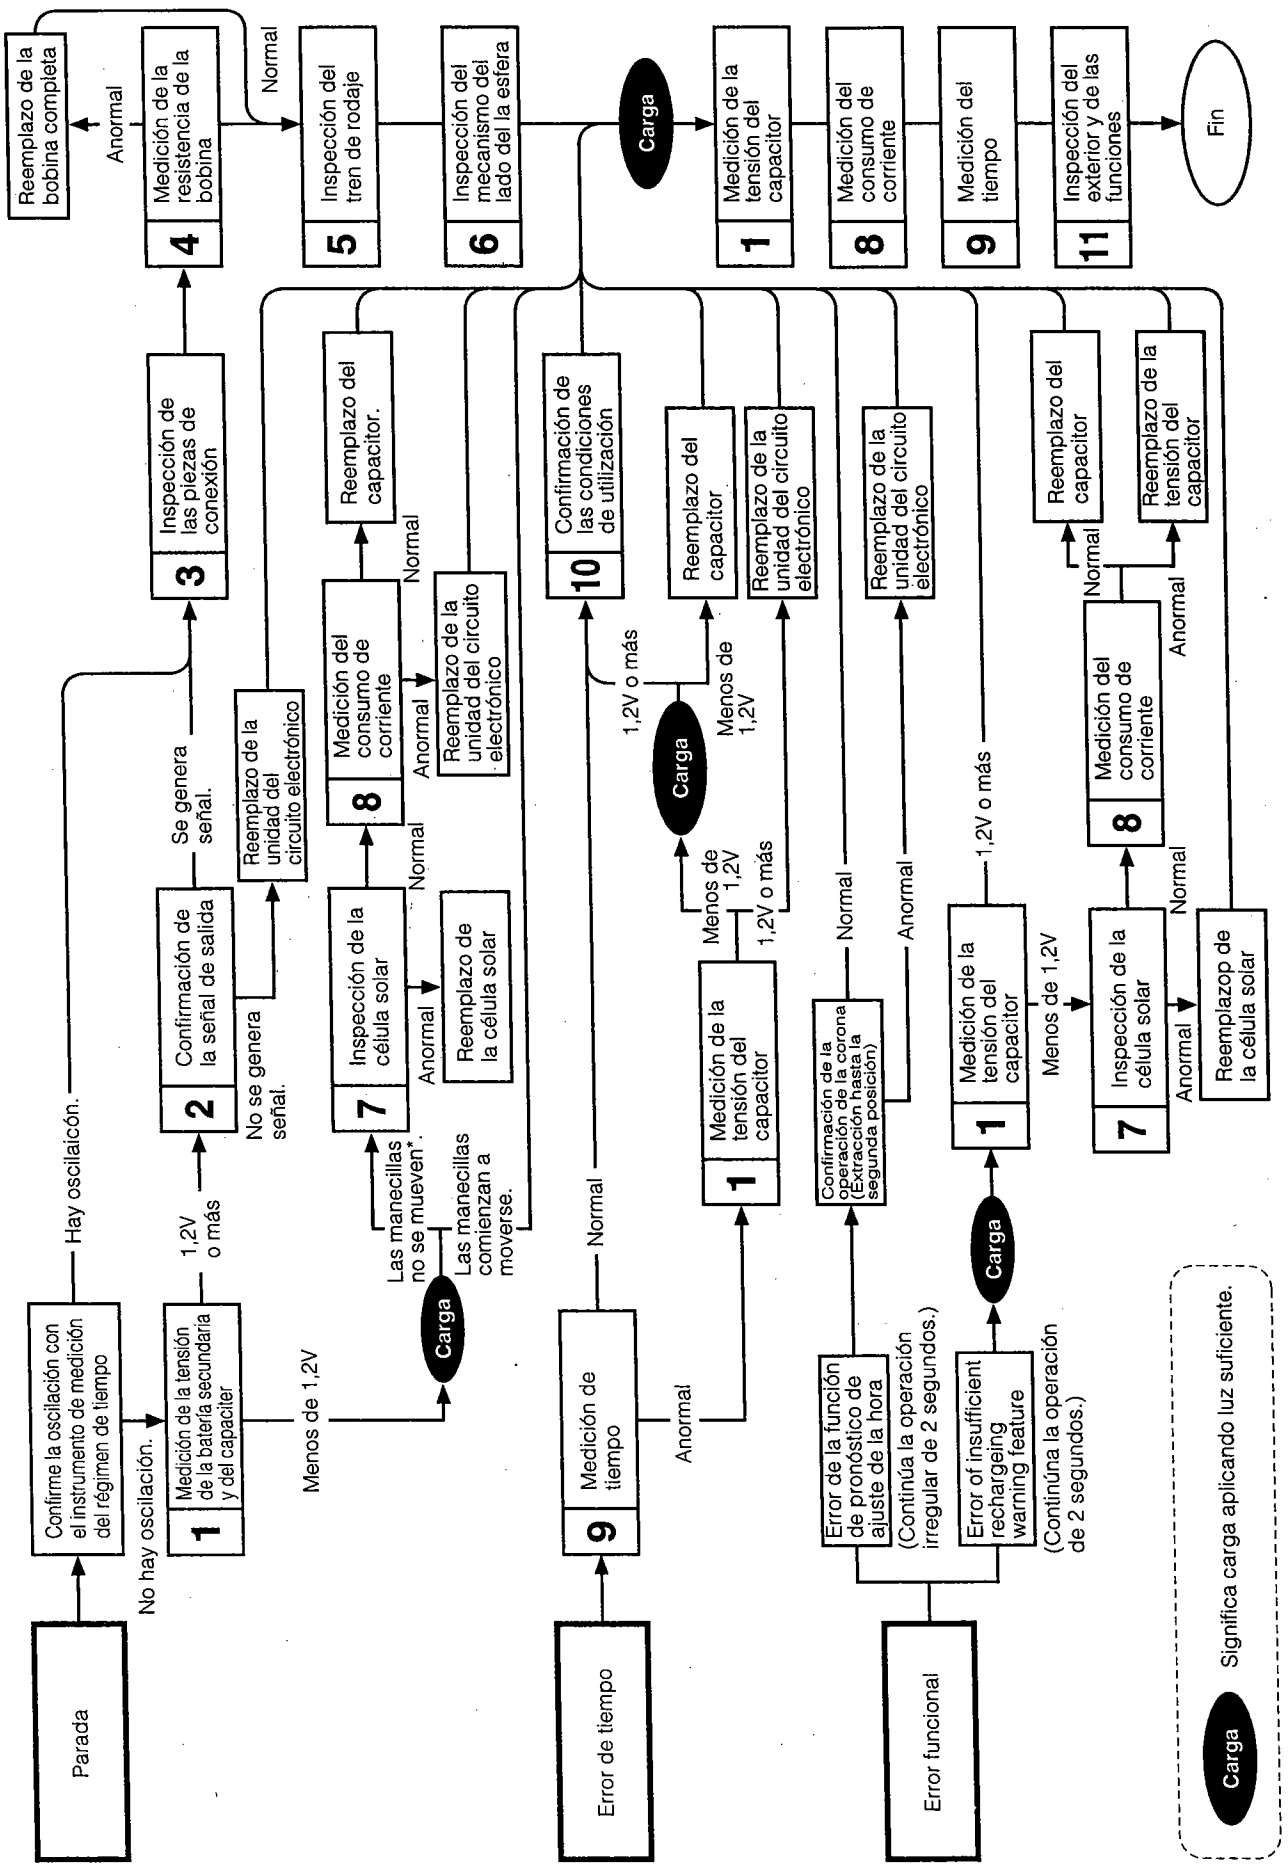 Parada
Confirme la oscilación con
el instrumento de medición
del régimen de tiempo
Hay oscilaicón.
No hay oscilación.
1
Medición de la tensión
de la batería secundaria
y del capaciter
1,2V
o más
Menos de 1,2V
2
Confirmación de
la señal de salida
Se genera
señal.
No se genera
señal.
Reemplazo de la
unidad del
circuito electrónico
3
Inspección de
las piezas de
conexión
4
Medición de la
resistencia de la
bobina
Anormal
Reemplazo de la
bobina completa
Normal
Carga
Las manecillas
no se mueven*.
Las manecillas
comienzan a
moverse.
7
Inspección de la
célula solar
Anormal
Reemplazo de
la célula solar
Normal
8
Medición del
consumo de
corriente
Anormal
Reemplazo de la
unidad del circuito
electrónico
Normal
Reemplazo del
capacitor.
5
Inspección del
tren de rodaje
6
Inspección del
mecanismo del
lado del la esfera
Error de tiempo
9
Medición de
tiempo
Normal
Anormal
1
Medición de la
tensión del
capacitor
Menos de
1,2V
1,2V o más
Carga
1,2V o más
Menos de
1,2V
10
Confirmación de
las condiciones
de utilización
Reemplazo del
capacitor
Reemplazo de la
unidad del circuito
electrónico
Carga
1
Medición de la
tensión del
capacitor
8
Medición del
consumo de
corriente
9
Medición del
tiempo
11
Inspección del
exterior y de las
funciones
Fin
Error funcional
Error de la función
de pronóstico de
ajuste de la hora
(Continúa la operación
irregular de 2 segundos.)
Confirmación de la
operación de la corona
(Extracción hasta la
segunda posición)
Normal
Anormal
Reemplazo de la
unidad del circuito
electrónico
Error of insufficient
rechargeing
warning feature
(Continúna la operación
de 2 segundos.)
Carga
1
Medición de la
tensión del
capacitor
1,2V o más
Menos de 1,2V
7
Inspección de la
célula solar
Anormal
Reemplazop de
la célula solar
Normal
8
Medición del
consumo de
corriente
Normal
Reemplazo del
capacitor
Anormal
Reemplazo de la
tensión del
capacitor
Carga
Significa carga aplicando luz suficiente.